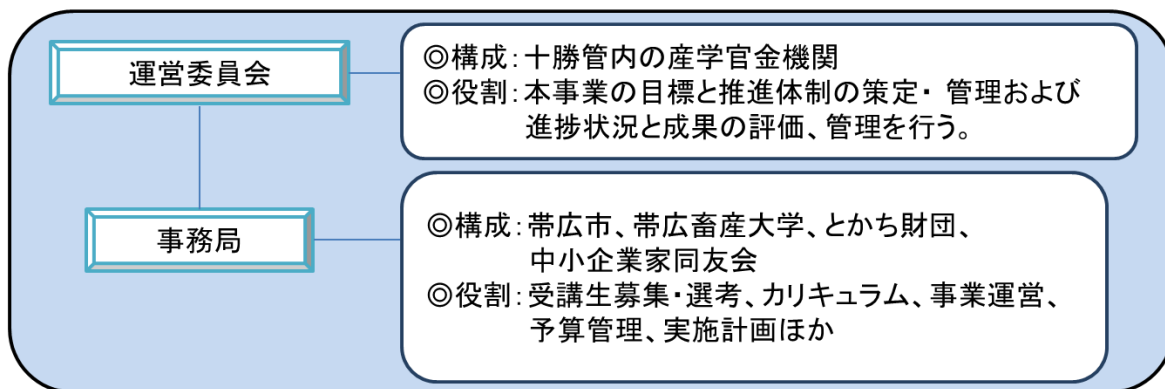 運営委員会
◎構成：十勝管内の産学官金機関
◎役割：本事業の目標と推進体制の策定・ 管理および
進捗状況と成果の評価、管理を行う。
事務局
◎構成：帯広市、帯広畜産大学、とかち財団、
中小企業家同友会
◎役割：受講生募集・選考、カリキュラム、事業運営、
予算管理、実施計画ほか